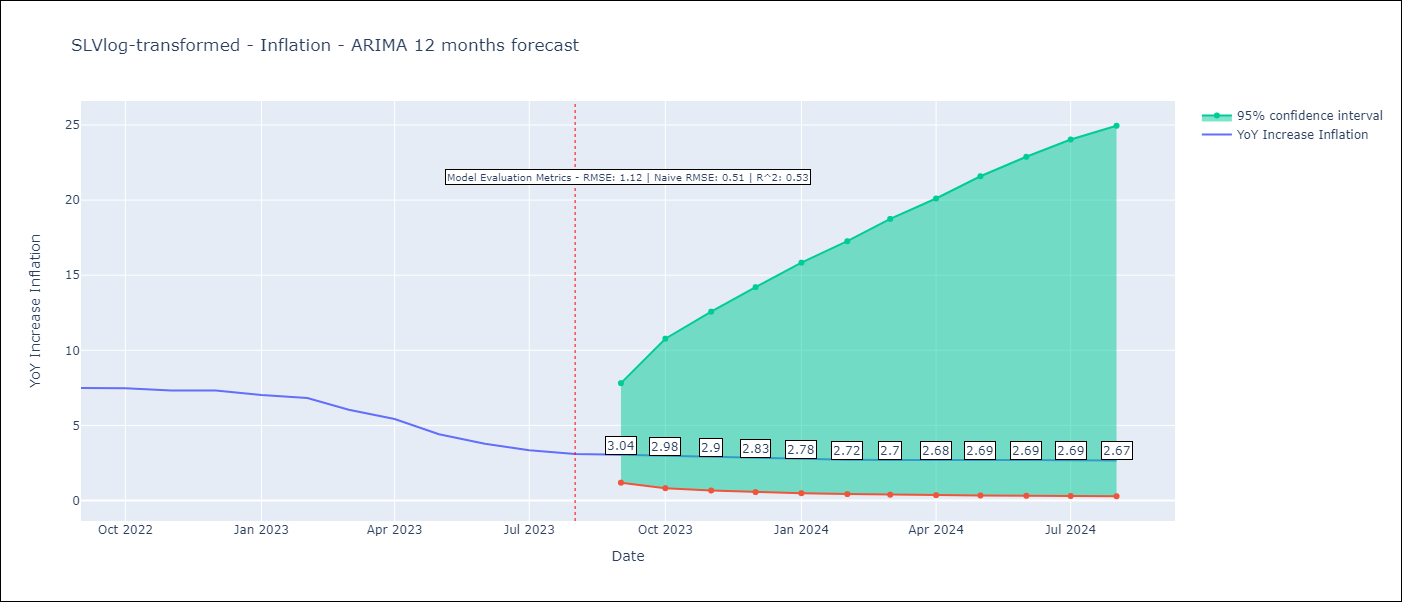 SLVlog-transformed - Inflation - ARIMA 12 months forecast
95% confidence interval
YoY Increase Inflation
Model Evaluation Metrics - RMSE: 1.12 | Naive RMSE: 0.51 | R^2: 0.53
YoY Increase Inflation
25
20
15
10
5
0
3.04 2.98 2.9 2.83 2.78 2.72 2.7 2.68 2.69 2.69 2.69 2.67
Oct 2022 Jan 2023 Apr 2023 Jul 2023 Oct 2023 Jan 2024 Apr 2024 Jul 2024
Date